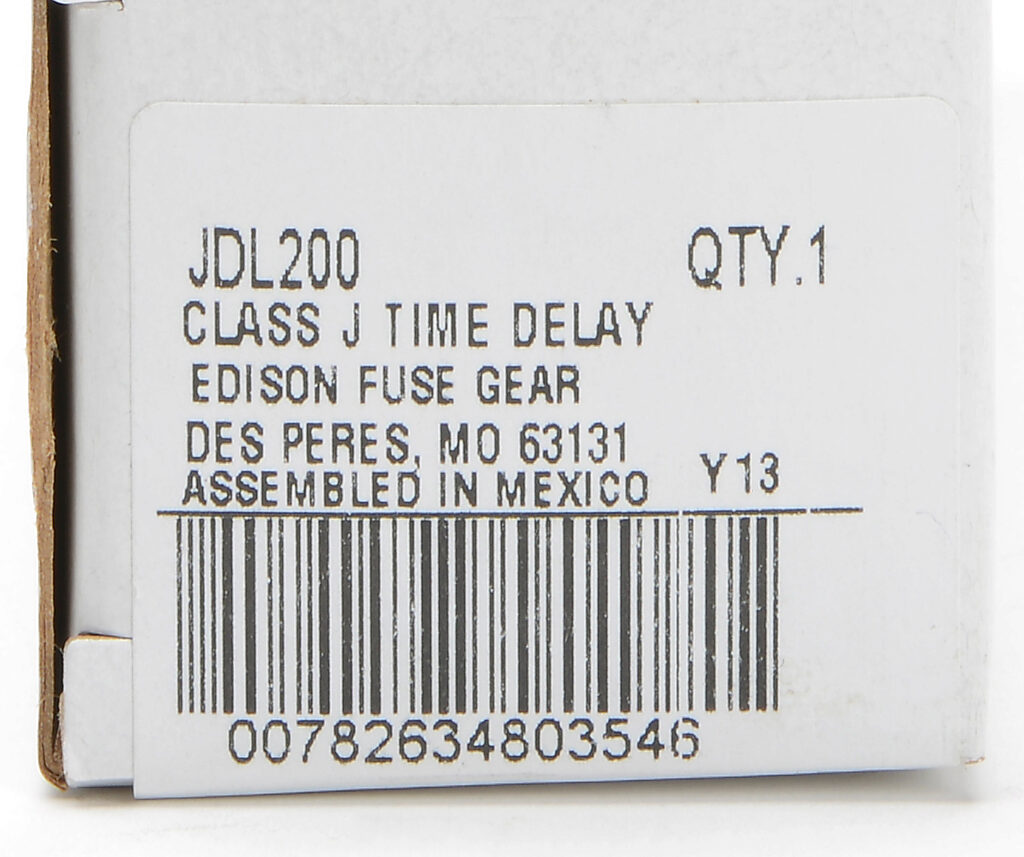 JDL200 QTY.1
CLASS J TIME DELAY
EDISON FUSE GEAR
DES PERES, MO 63131
ASSEMBLED IN MEXICO Y13
00782634803546